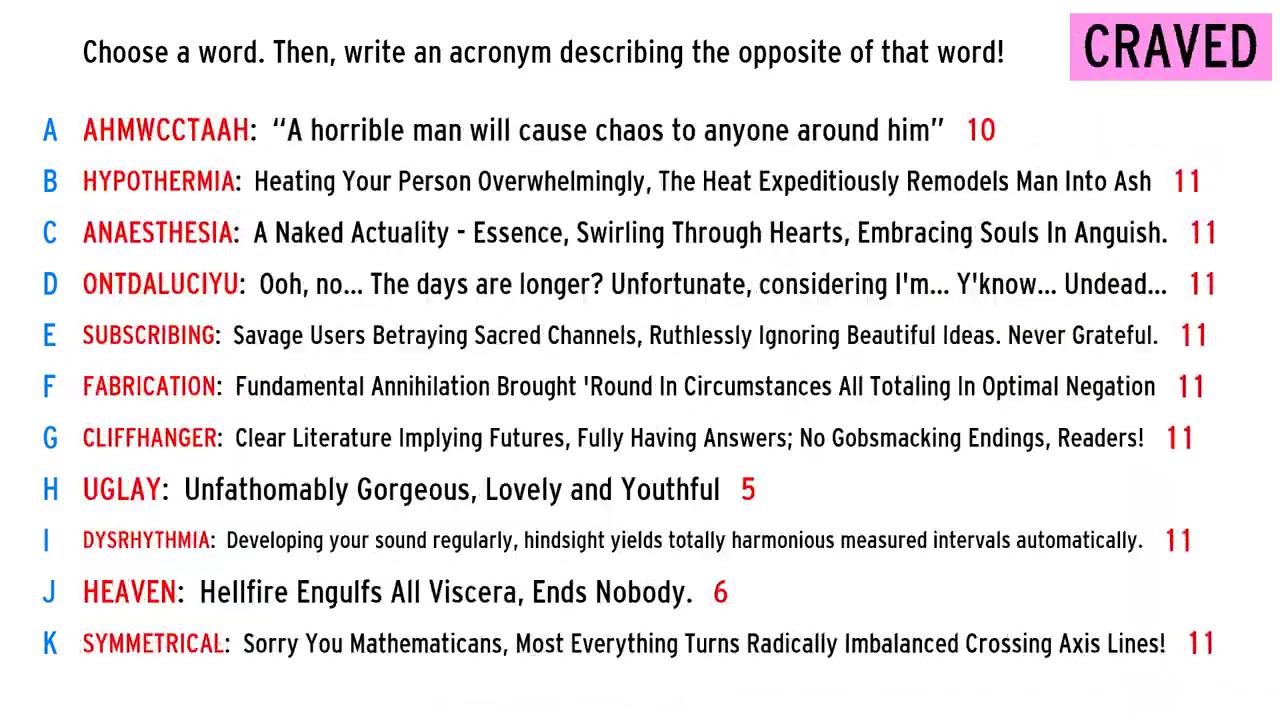 Choose a word. Then, write an acronym describing the opposite of that word!
CRAVED
A AHMWCCTAAH: “A horrible man will cause chaos to anyone around him” 10
B HYPOTHERMIA: Heating Your Person Overwhelmingly, The Heat Expeditiously Remodels Man Into Ash 11
C ANAESTHESIA: A Naked Actuality - Essence, Swirling Through Hearts, Embracing Souls In Anguish. 11
D ONTDALUCIYU: Ooh, no... The days are longer? Unfortunate, considering I'm... Y'know... Undead... 11
E SUBSCRIBING: Savage Users Betraying Sacred Channels, Ruthlessly Ignoring Beautiful Ideas. Never Grateful. 11
F FABRICATION: Fundamental Annihilation Brought 'Round In Circumstances All Totaling In Optimal Negation 11
G CLIFFHANGER: Clear Literature Implying Futures, Fully Having Answers; No Gobsmacking Endings, Readers! 11
H UGLAY: Unfathomably Gorgeous, Lovely and Youthful 5
I DYSRHYTHMIA: Developing your sound regularly, hindsight yields totally harmonious measured intervals automatically. 11
J HEAVEN: Hellfire Engulfs All Viscera, Ends Nobody. 6
K SYMMETRICAL: Sorry You Mathematicans, Most Everything Turns Radically Imbalanced Crossing Axis Lines! 11